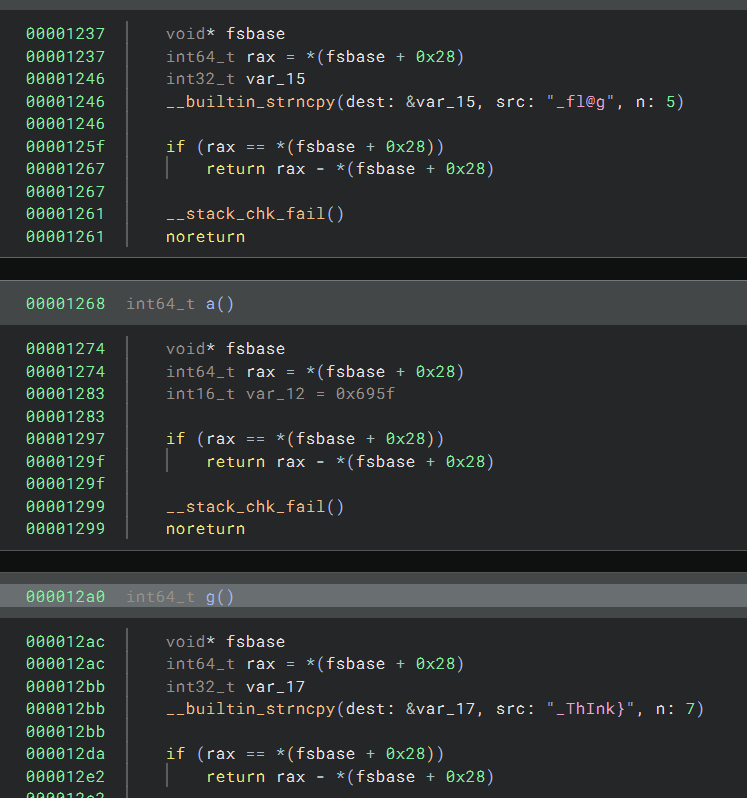 00001237 void* fsbase
00001237 int64_t rax = *(fsbase + 0x28)
00001246 int32_t var_15
00001246 __builtin_strncpy(dest: &var_15, src: "_fl@g", n: 5)
00001246
0000125f if (rax == *(fsbase + 0x28))
00001267 return rax - *(fsbase + 0x28)
00001267
00001261 __stack_chk_fail()
00001261 noreturn
00001268 int64_t a()
00001274 void* fsbase
00001274 int64_t rax = *(fsbase + 0x28)
00001283 int16_t var_12 = 0x695f
00001283
00001297 if (rax == *(fsbase + 0x28))
0000129f return rax - *(fsbase + 0x28)
0000129f
00001299 __stack_chk_fail()
00001299 noreturn
000012a0 int64_t g()
000012ac void* fsbase
000012ac int64_t rax = *(fsbase + 0x28)
000012bb int32_t var_17
000012bb __builtin_strncpy(dest: &var_17, src: "_ThInk}", n: 7)
000012bb
000012da if (rax == *(fsbase + 0x28))
000012e2 return rax - *(fsbase + 0x28)